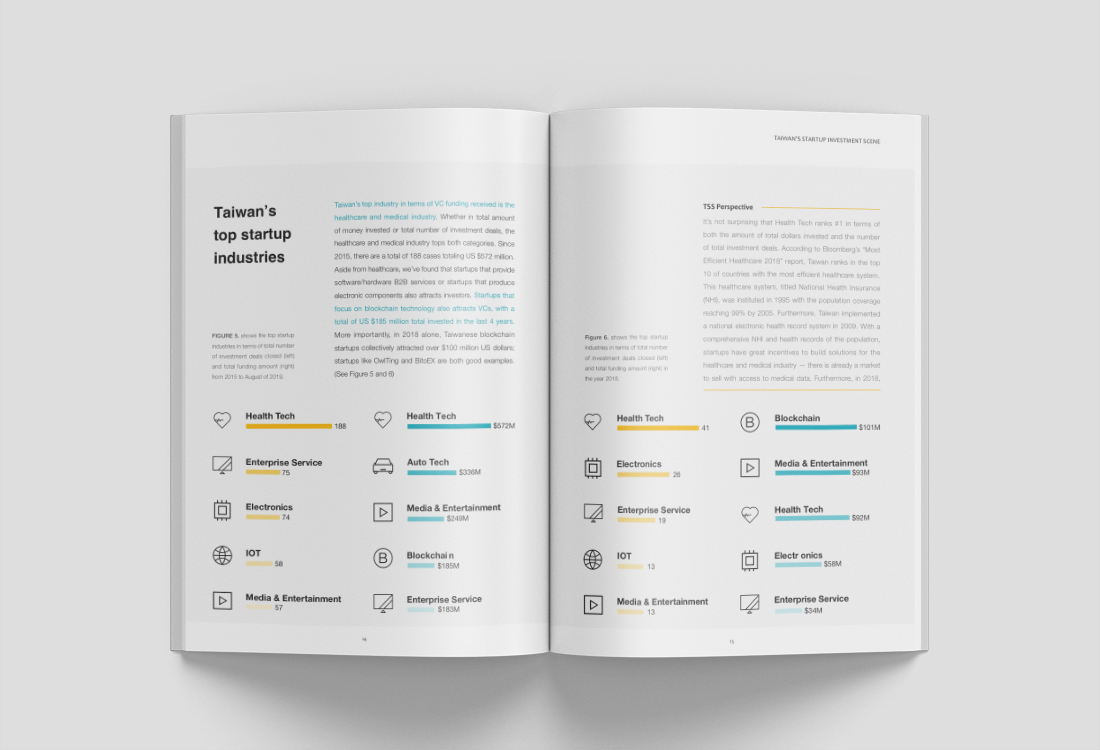 Taiwan's
top startup
industries
Taiwan's top industry in terms of VC funding received is the
healthcare and medical industry. Whether in total amount
of money invested or total number of investment deals, the
healthcare and medical industry tops both categories. Since
2015, there are a total of 188 cases totaling US $572 million.
Aside from healthcare, we've found that startups that provide
software/hardware B2B services or startups that produce
electronic components also attracts investors. Startups that
focus on blockchain technology also attracts VCs, with a
total of US $185 million total invested in the last 4 years.
More importantly, in 2018 alone, Taiwanese blockchain
startups collectively attracted over $100 million US dollars;
startups like OwlTing and BitoEX are both good examples.
(See Figure 5 and 6)
FIGURE 5. shows the top startup
industries in terms of total number
of investment deals closed (left)
and total funding amount (right)
from 2015 to August of 2019.
Health Tech
188
Enterprise Service
75
Electronics
74
IOT
58
Media & Entertainment
57
Health Tech
$572M
Auto Tech
$336M
Media & Entertainment
$249M
Blockchai n
$185M
Enterprise Service
$183M
TAIWAN'S STARTUP INVESTMENT SCENE
TSS Perspective
It's not surprising that Health Tech ranks #1 in terms of
both the amount of total dollars invested and the number
of total investment deals. According to Bloomberg's "Most
Efficient Healthcare 2018" report, Taiwan ranks in the top
10 of countries with the most efficient healthcare system.
This healthcare system, titled National Health Insurance
(NHI), was instituted in 1995 with the population coverage
reaching 99% by 2005. Furthermore, Taiwan implemented
a national electronic health record system in 2009. With a
comprehensive NHI and health records of the population,
startups have great incentives to build solutions for the
healthcare and medical industry — there is already a market
to sell with access to medical data. Furthermore, in 2018,
Figure 6. shows the top startup
industries in terms of total number
of investment deals closed (left)
and total funding amount (right) in
the year 2018.
Health Tech
41
Electronics
26
Enterprise Service
19
IOT
13
Media & Entertainment
13
Blockchain
$101M
Media & Entertainment
$93M
Health Tech
$92M
Electr onics
$58M
Enterprise Service
$34M
15